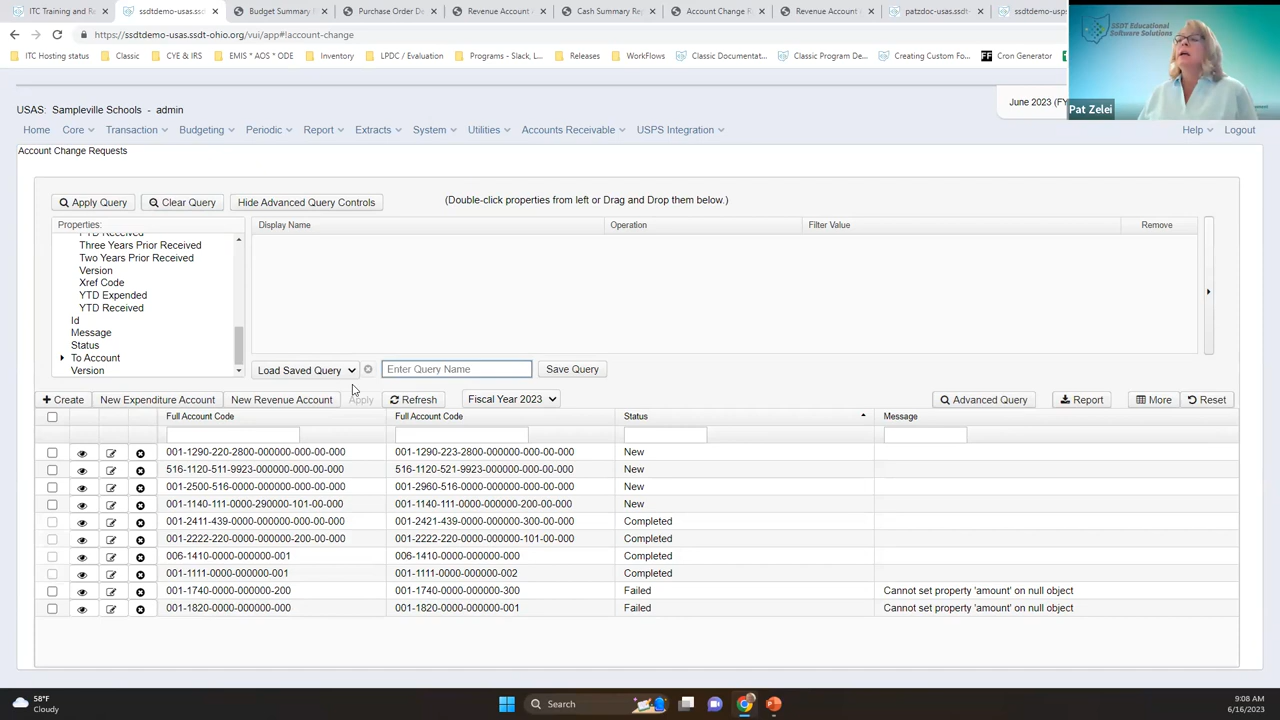 ITC Training and Re
ssdtdemo-usas.ssdt-
Budget Summary
Purchase Order De
Revenue Account
Cash Summary Rep
Account Change R
Revenue Account
patzdoc-usas.ssdt-
ssdtdemo-usps
https://ssdtdemo-usas.ssdt-ohio.org/vui/app#!account-change
ITC Hosting status
Classic
CYE & IRS
EMIS * AOS * ODE
Inventory
LPDC / Evaluation
Programs - Slack, L...
Releases
WorkFlows
Classic Documentat...
Classic Program De...
Creating Custom Fo...
Cron Generator
SSDT Educational
Software Solutions
Pat Zelei
USAS: Sampleville Schools - admin
June 2023 (FY
Home Core Transaction Budgeting Periodic Report Extracts System Utilities Accounts Receivable USPS Integration Help Logout
Account Change Requests
Apply Query Clear Query Hide Advanced Query Controls (Double-click properties from left or Drag and Drop them below.)
Properties: Display Name Operation Filter Value Remove
FTD Received
Three Years Prior Received
Two Years Prior Received
Version
Xref Code
YTD Expended
YTD Received
Id
Message
Status
To Account
Version
Load Saved Query Enter Query Name Save Query
Create New Expenditure Account New Revenue Account Apply Refresh Fiscal Year 2023 Advanced Query Report More Reset
Full Account Code Full Account Code Status Message
001-1290-220-2800-000000-000-00-000 001-1290-223-2800-000000-000-00-000 New
516-1120-511-9923-000000-000-00-000 516-1120-521-9923-000000-000-00-000 New
001-2500-516-0000-000000-000-00-000 001-2960-516-0000-000000-000-00-000 New
001-1140-111-0000-290000-101-00-000 001-1140-111-0000-000000-200-00-000 New
001-2411-439-0000-000000-000-00-000 001-2421-439-0000-000000-300-00-000 Completed
001-2222-220-0000-000000-200-00-000 001-2222-220-0000-000000-101-00-000 Completed
006-1410-0000-000000-001 006-1410-0000-000000-000 Completed
001-1111-0000-000000-001 001-1111-0000-000000-002 Completed
001-1740-0000-000000-200 001-1740-0000-000000-300 Failed Cannot set property 'amount' on null object
001-1820-0000-000000-000 001-1820-0000-000000-001 Failed Cannot set property 'amount' on null object
58°F
Cloudy
Search
9:08 AM
6/16/2023